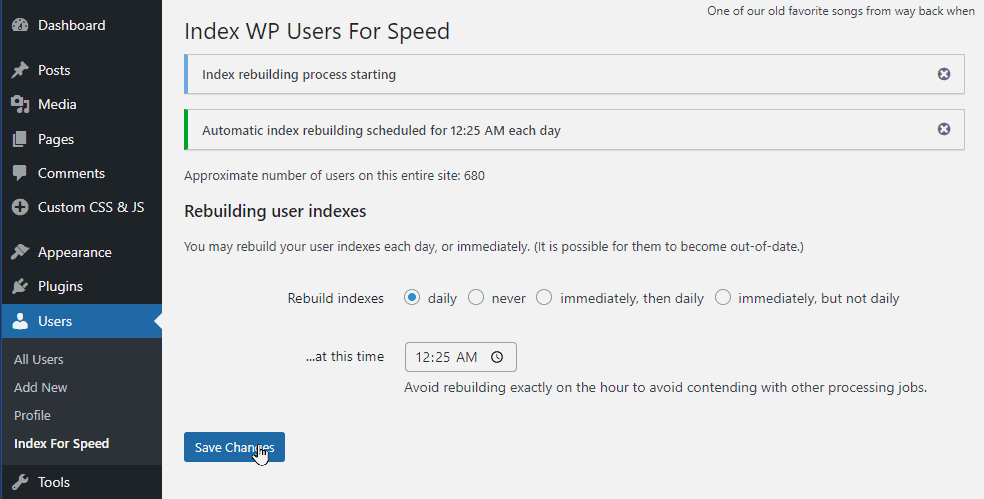 One of our old favorite songs from way back when
Dashboard
Posts
Media
Pages
Comments
Custom CSS & JS
Appearance
Plugins
Users
All Users
Add New
Profile
Index For Speed
Tools
Index WP Users For Speed
Index rebuilding process starting
Automatic index rebuilding scheduled for 12:25 AM each day
Approximate number of users on this entire site: 680
Rebuilding user indexes
You may rebuild your user indexes each day, or immediately. (It is possible for them to become out-of-date.)
Rebuild indexes daily never immediately, then daily immediately, but not daily
...at this time 12:25 AM
Avoid rebuilding exactly on the hour to avoid contending with other processing jobs.
Save Changes